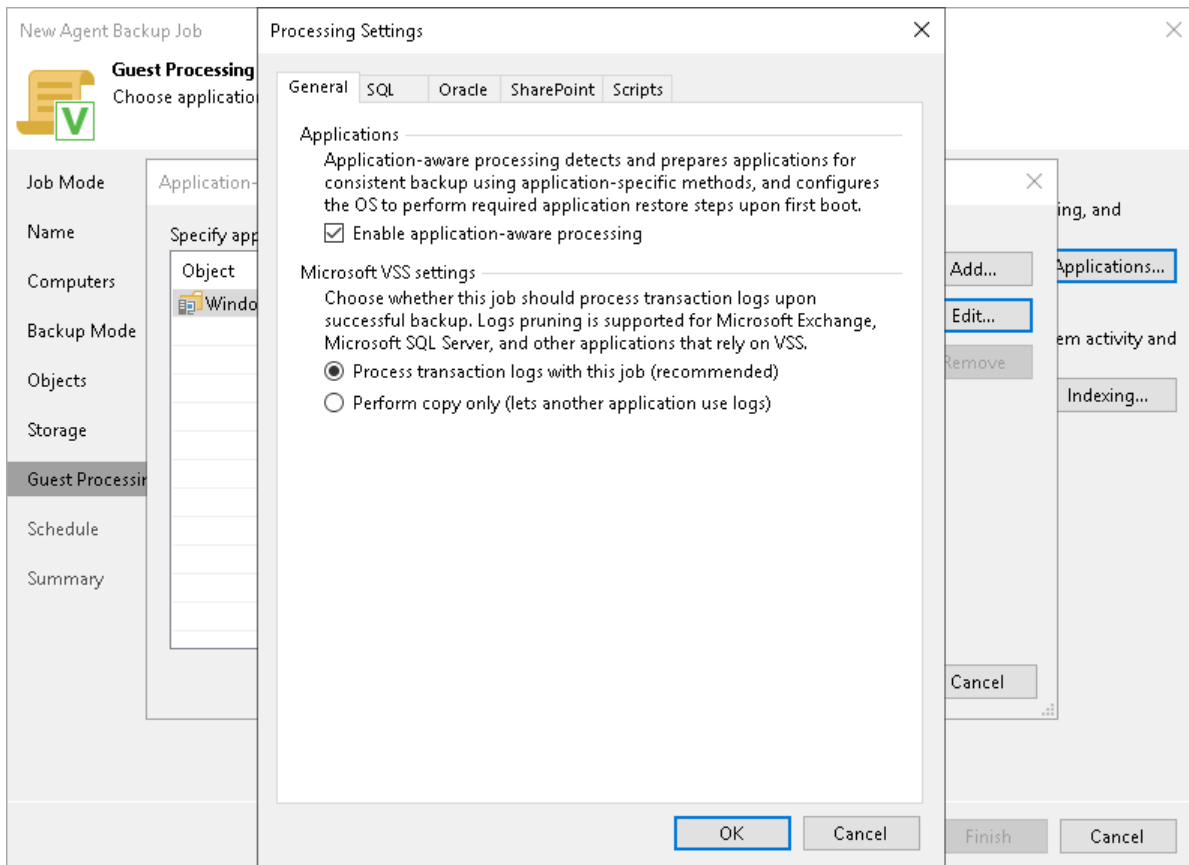 New Agent Backup Job
Guest Processing
Choose
Job Mode
Name
Computers
Backup Mode
Objects
Storage
Guest
Schedule
Summary
Specify
Object
Processing Settings
General
SQL
Oracle
SharePoint
Scripts
Applications
Application-aware processing detects and prepares applications for
consistent backup using application-specific methods, and configures
the OS to perform required application restore steps upon first boot.
Enable application-aware processing
Microsoft VSS settings
Choose whether this job should process transaction logs upon
successful backup. Logs pruning is supported for Microsoft Exchange,
Microsoft SQL Server, and other applications that rely on VSS.
Process transaction logs with this job (recommended)
Perform copy only (lets another application use logs)
OK
Cancel
Add...
Edit...
Remove
Cancel
ing, and
Applications...
em activity and
Indexing...
Finish
Cancel